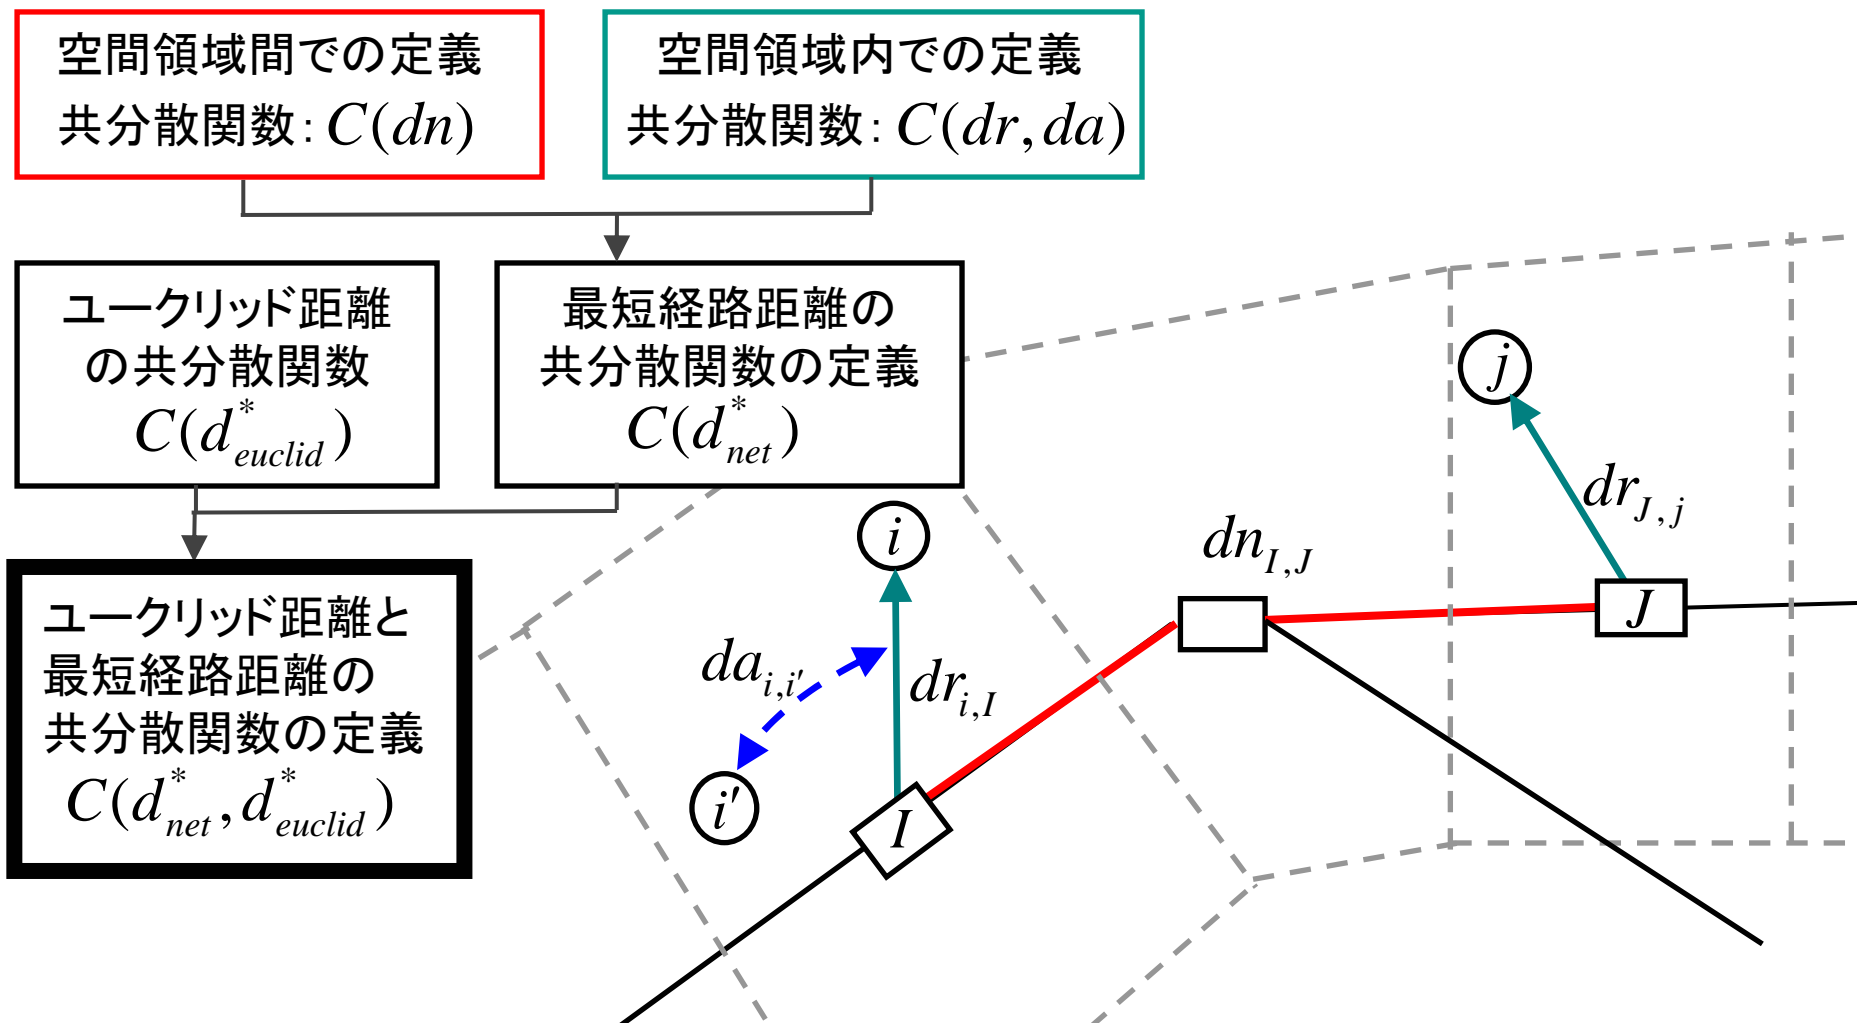 空間領域間での定義
共分散関数: C(dn)
空間領域内での定義
共分散関数: C(dr, da)
ユークリッド距離
の共分散関数
C(d*euclid)
最短経路距離の
共分散関数の定義
C(d*net)
ユークリッド距離と
最短経路距離の
共分散関数の定義
C(d*net, d*euclid)
j
drJ,j
i
dnI,J
J
dai,i′
dri,I
i′
I